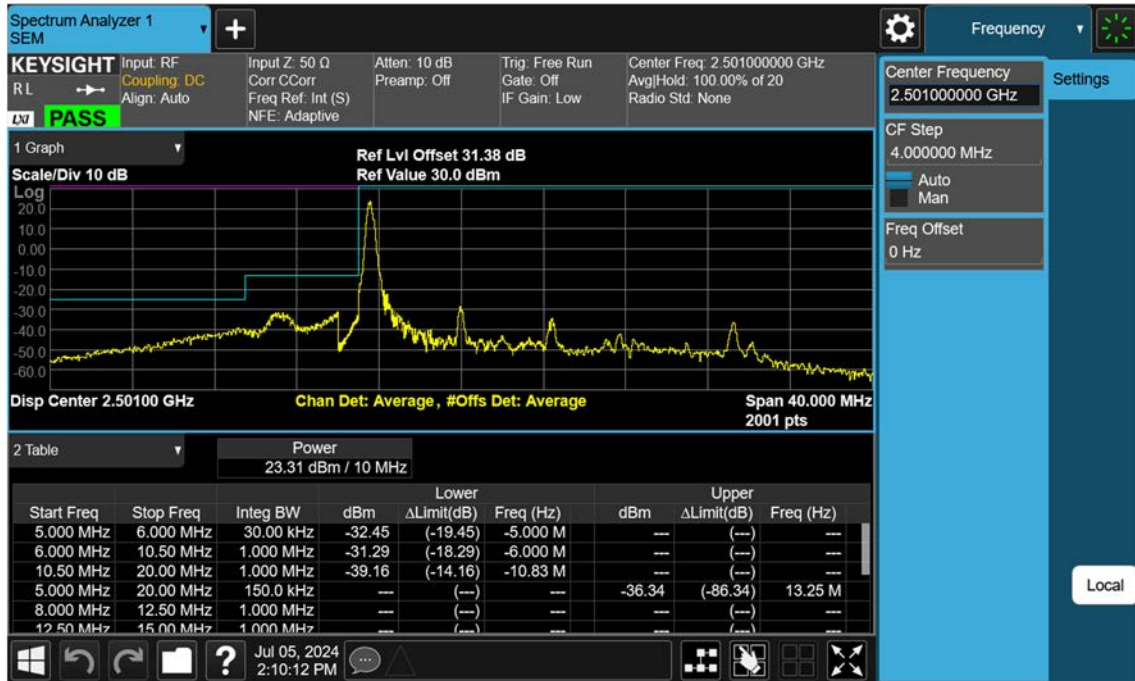 Spectrum Analyzer 1
SEM
+
Frequency
KEYSIGHT
RL
LXI PASS
Input: RF
Coupling: DC
Align: Auto
Input Z: 50 Ω
Corr CCorr
Freq Ref: Int (S)
NFE: Adaptive
Atten: 10 dB
Preamp: Off
Trig: Free Run
Gate: Off
IF Gain: Low
Center Freq: 2.501000000 GHz
Avg|Hold: 100.00% of 20
Radio Std: None
Center Frequency
2.501000000 GHz
Settings
CF Step
4.000000 MHz
Auto
Man
Freq Offset
0 Hz
Local
1 Graph
Scale/Div 10 dB
Ref Lvl Offset 31.38 dB
Ref Value 30.0 dBm
Log
20.0
10.0
0.00
-10.0
-20.0
-30.0
-40.0
-50.0
-60.0
Disp Center 2.50100 GHz
Chan Det: Average, #Offs Det: Average
Span 40.000 MHz
2001 pts
2 Table
Power
23.31 dBm / 10 MHz
Lower Upper
Start Freq Stop Freq Integ BW dBm ΔLimit(dB) Freq (Hz) dBm ΔLimit(dB) Freq (Hz)
5.000 MHz 6.000 MHz 30.00 kHz -32.45 (-19.45) -5.000 M --- (---) ---
6.000 MHz 10.50 MHz 1.000 MHz -31.29 (-18.29) -6.000 M --- (---) ---
10.50 MHz 20.00 MHz 1.000 MHz -39.16 (-14.16) -10.83 M --- (---) ---
5.000 MHz 20.00 MHz 150.0 kHz --- (---) --- -36.34 (-86.34) 13.25 M
8.000 MHz 12.50 MHz 1.000 MHz --- (---) --- --- (---) ---
12.50 MHz 15.00 MHz 1.000 MHz --- (---) --- --- (---) ---
?
Jul 05, 2024
2:10:12 PM